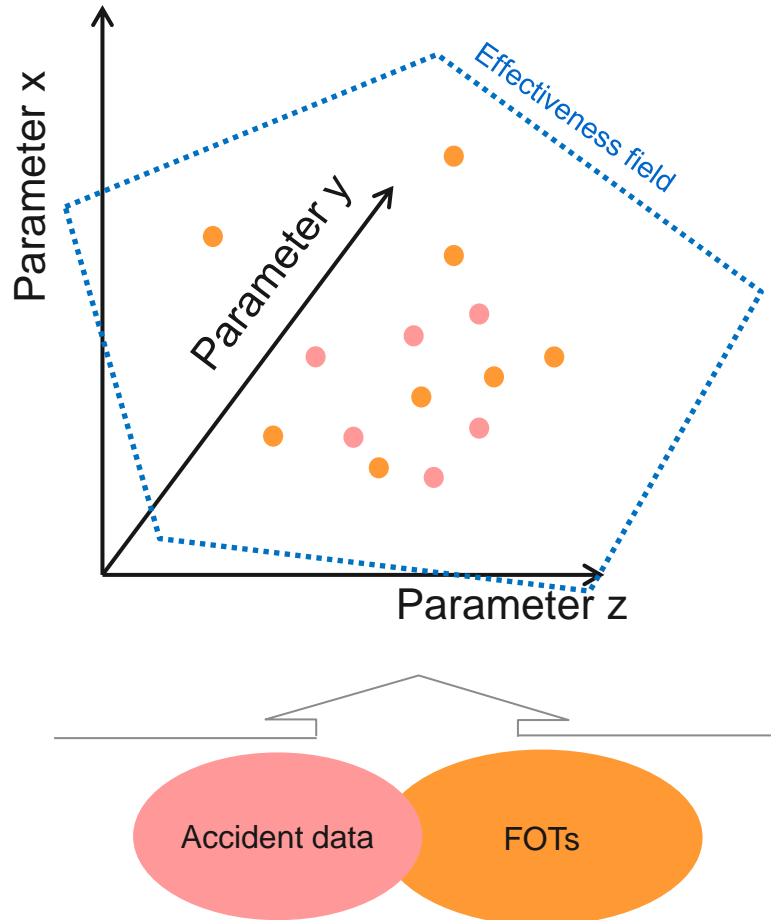 Parameter x
Parameter y
Effectiveness field
Parameter z
Accident data
FOTs